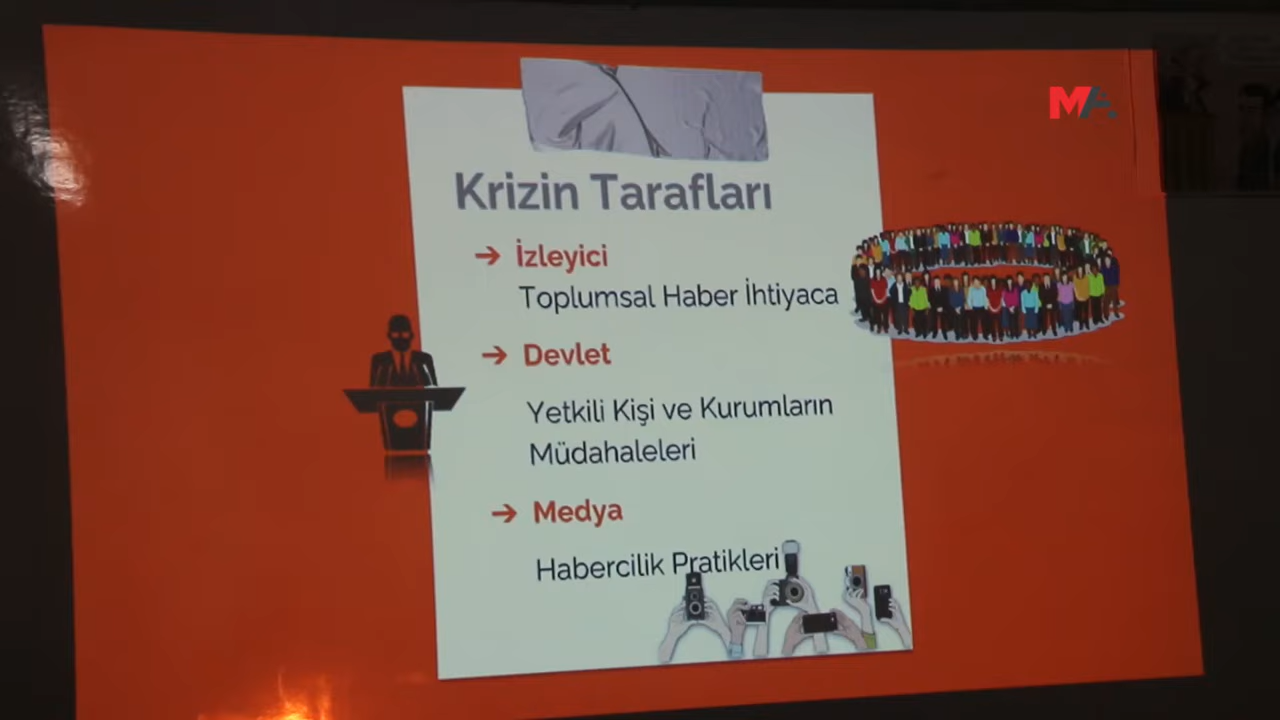 MA
Krizin Tarafları
→ İzleyici
Toplumsal Haber İhtiyaca
→ Devlet
Yetkili Kişi ve Kurumların
Müdahaleleri
→ Medya
Habercilik Pratikleri